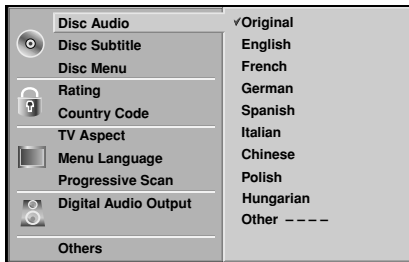 Disc Audio
Disc Subtitle
Disc Menu
Rating
Country Code
TV Aspect
Menu Language
Progressive Scan
Digital Audio Output
Others
✓Original
English
French
German
Spanish
Italian
Chinese
Polish
Hungarian
Other – – – –